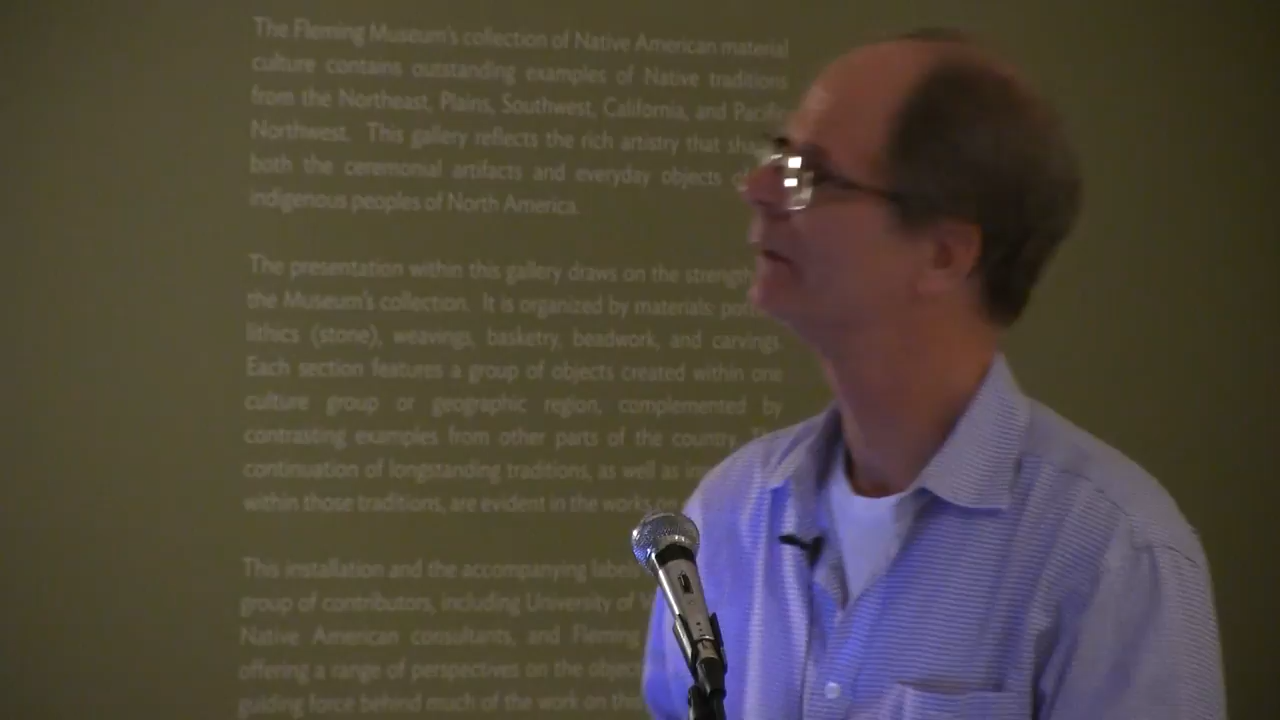 The Fleming Museum's collection of Native American material
culture contains outstanding examples of Native traditions
from the Northeast, Plains, Southwest, California, and Pacific
Northwest. This gallery reflects the rich artistry that
both the ceremonial artifacts and everyday objects
indigenous peoples of North America.
The presentation within this gallery draws on the
the Museum's collection. It is organized by materials:
lithics (stone), weavings, basketry, beadwork, and carvings.
Each section features a group of objects created within one
culture group or geographic region, complemented by
contrasting examples from other parts of the country.
continuation of longstanding traditions, as well as
within those traditions, are evident in the works
This installation and the accompanying labels
group of contributors, including University of
Native American consultants, and Fleming
offering a range of perspectives on the
guiding force behind much of the work on